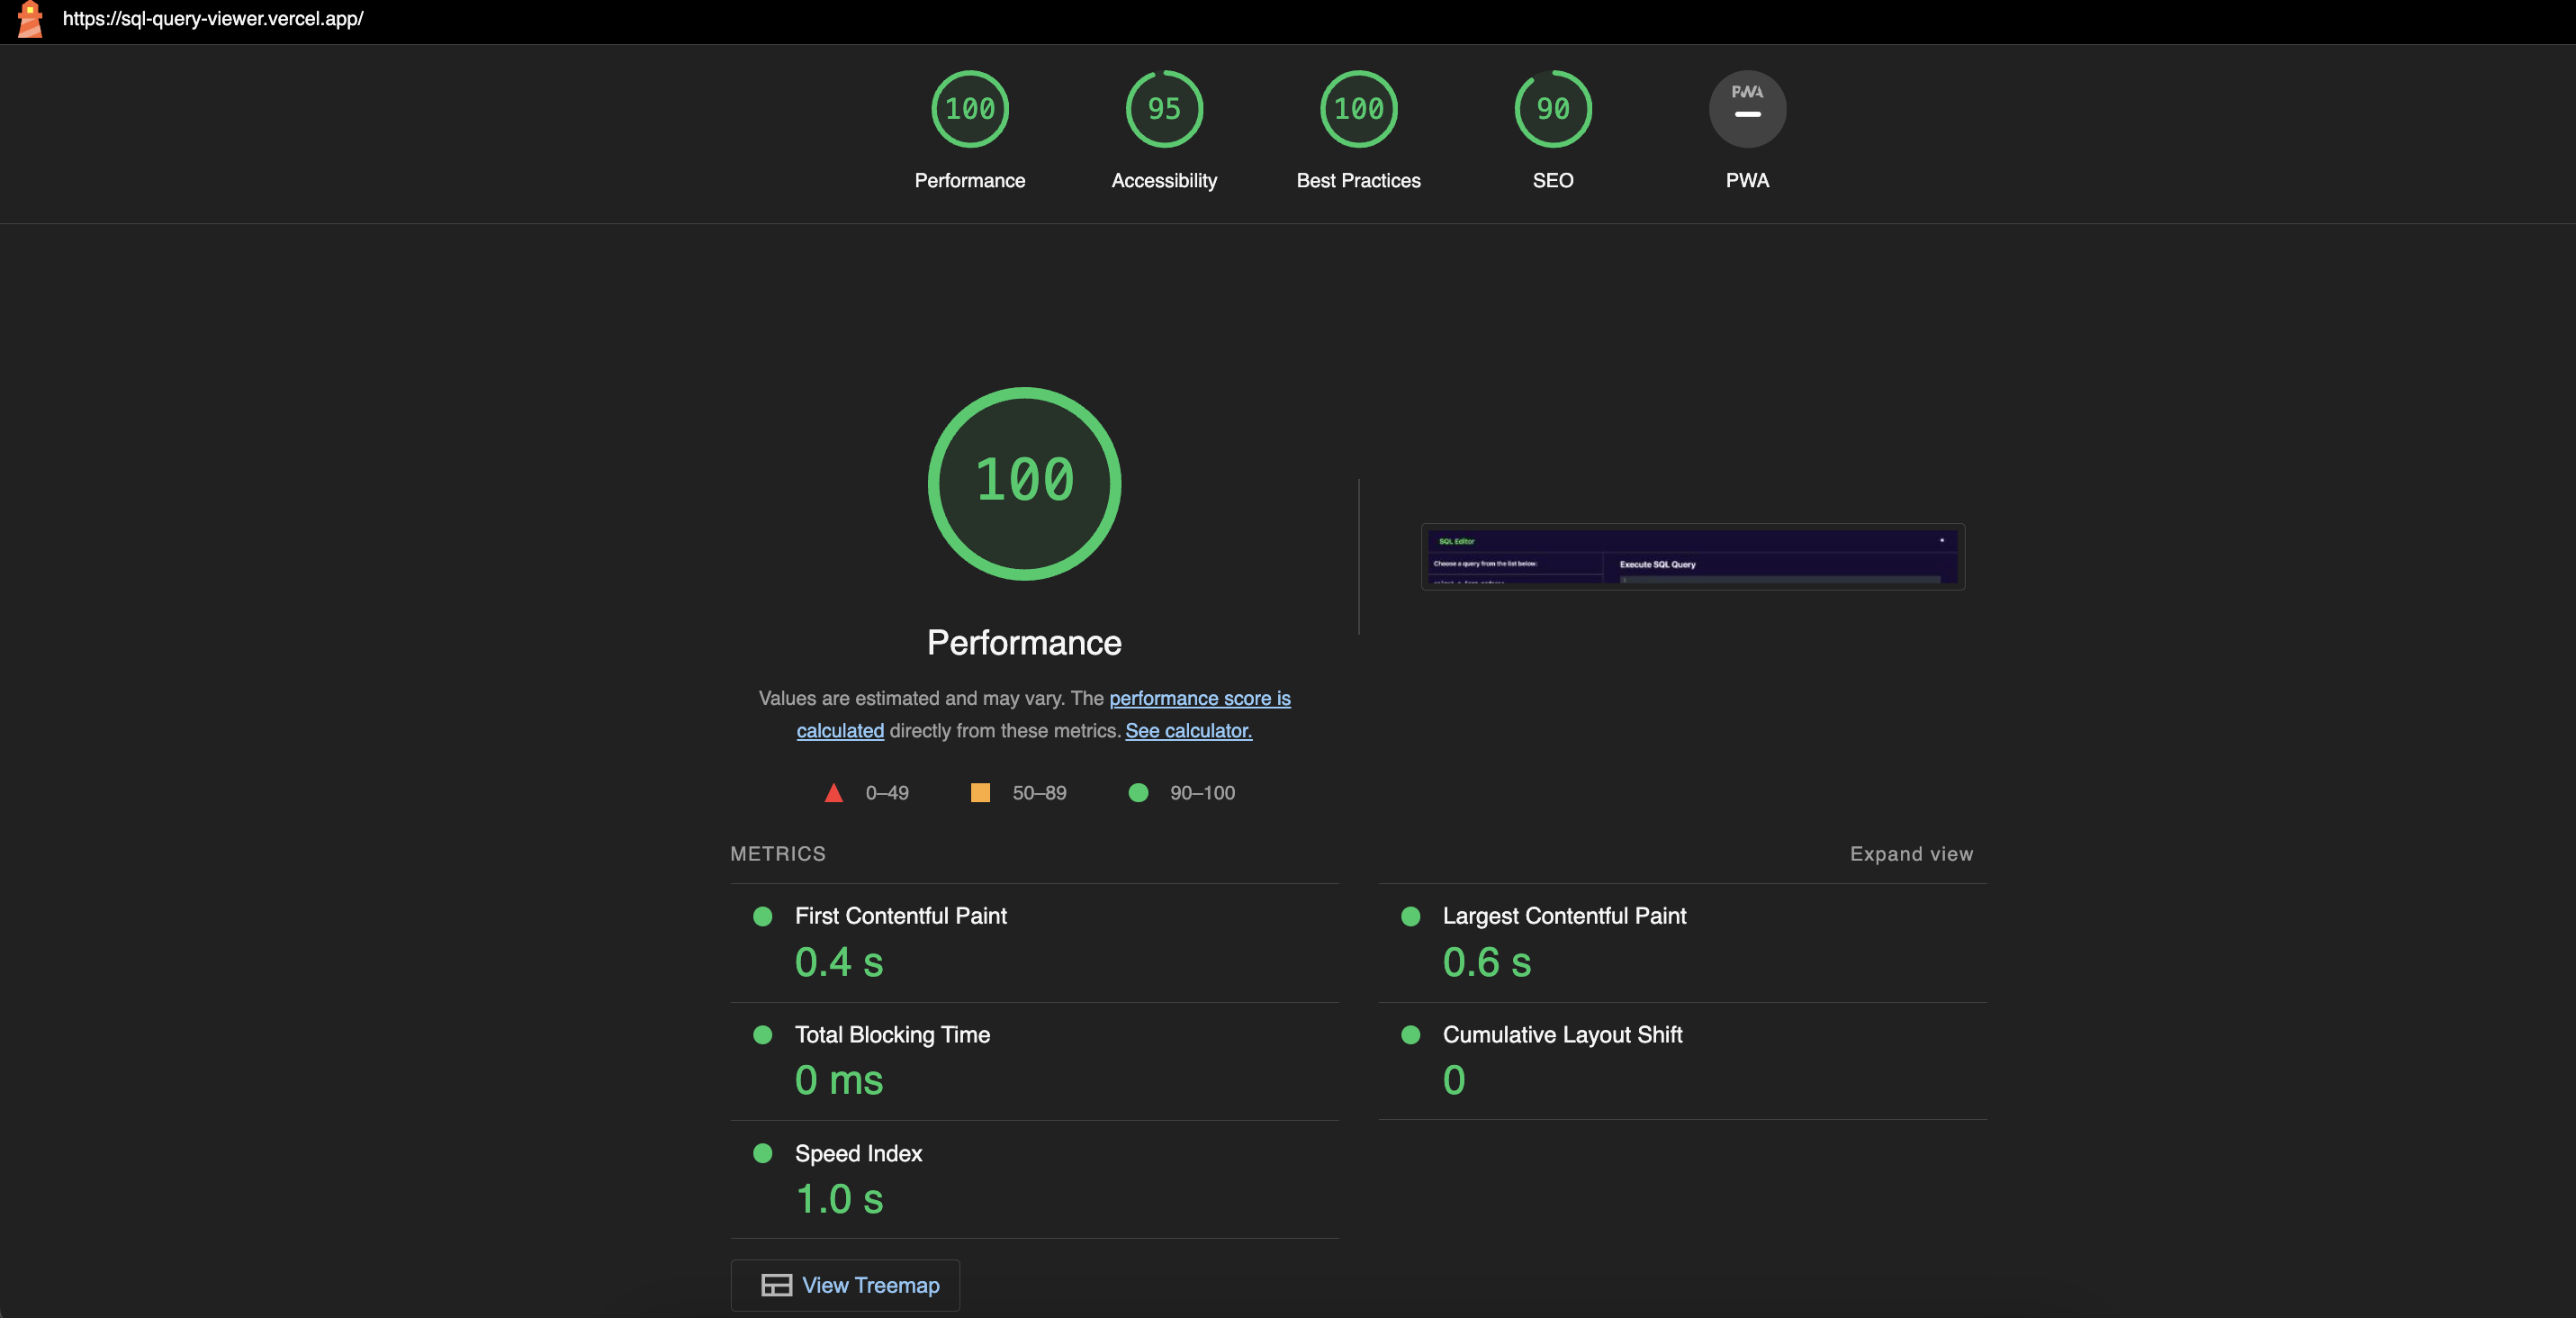 https://sql-query-viewer.vercel.app/
100 95 100 90 PWA
Performance Accessibility Best Practices SEO PWA
100
SQL Editor
Choose a query from the list below:
Execute SQL Query
Performance
Values are estimated and may vary. The performance score is
calculated directly from these metrics. See calculator.
0–49 50–89 90–100
METRICS
Expand view
First Contentful Paint
0.4 s
Largest Contentful Paint
0.6 s
Total Blocking Time
0 ms
Cumulative Layout Shift
0
Speed Index
1.0 s
View Treemap